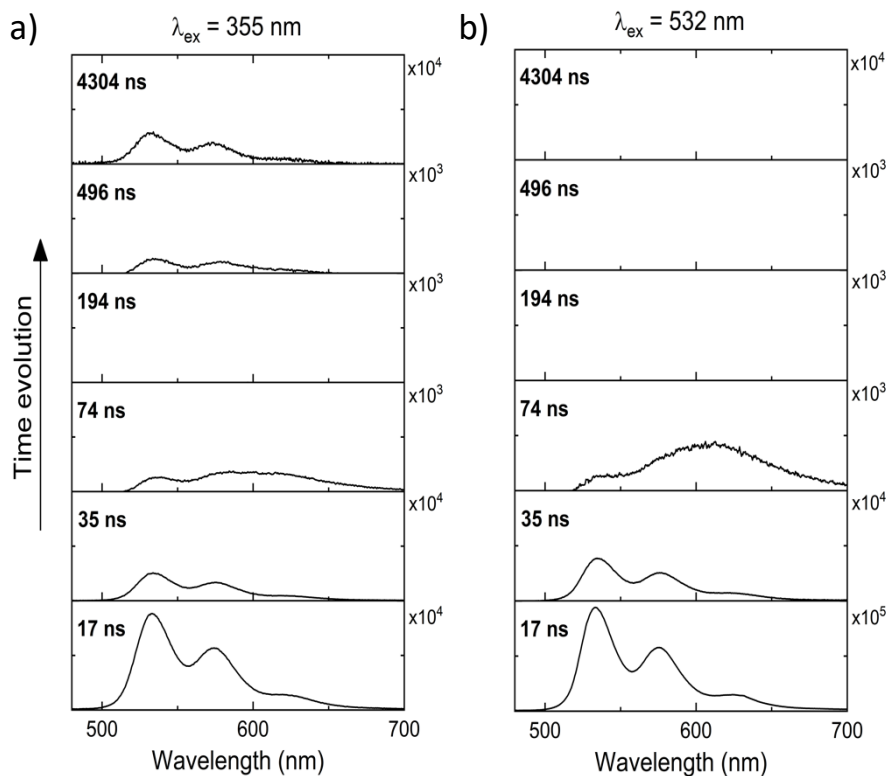 a)
λex = 355 nm
4304 ns
x10⁴
496 ns
x10³
194 ns
x10³
74 ns
x10³
35 ns
x10⁴
17 ns
x10⁴
500
600
700
Wavelength (nm)
Time evolution
b)
λex = 532 nm
4304 ns
x10⁴
496 ns
x10³
194 ns
x10³
74 ns
x10³
35 ns
x10⁴
17 ns
x10⁵
500
600
700
Wavelength (nm)